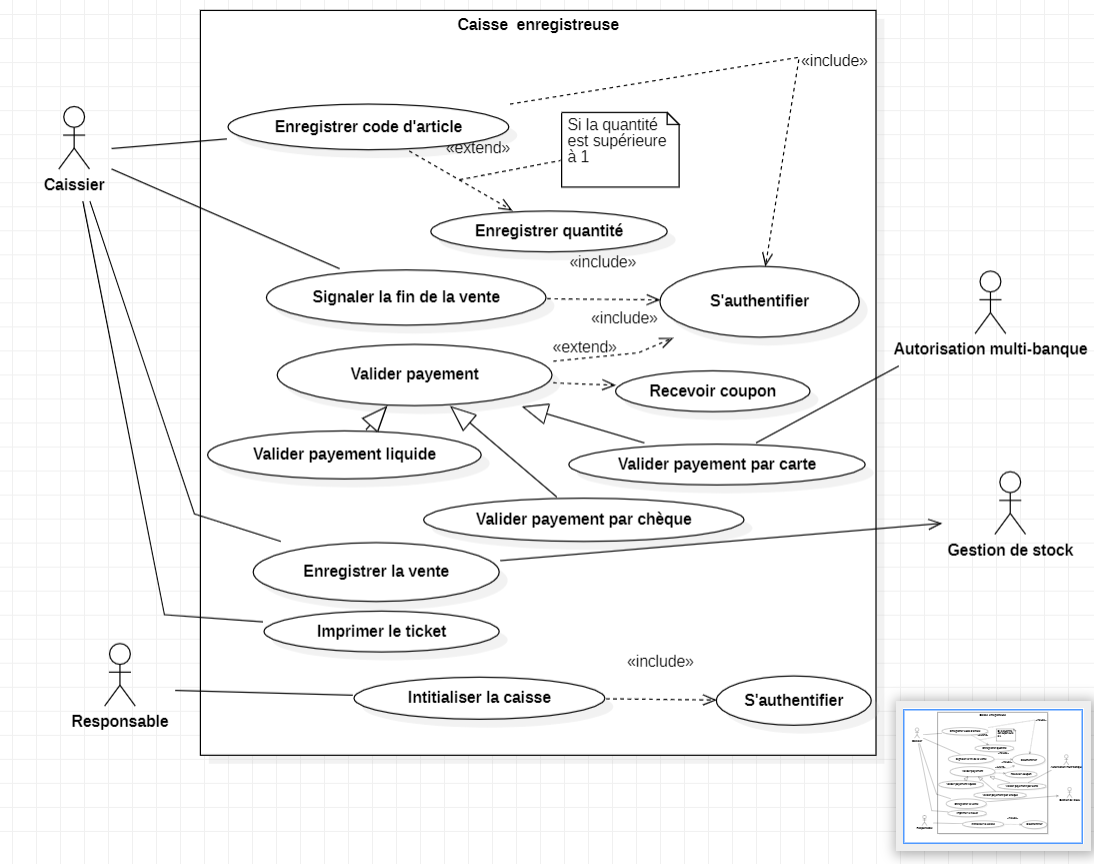 Caisse enregistreuse
«include»
Enregistrer code d'article
Si la quantité
est supérieure
à 1
«extend»
Caissier
Enregistrer quantité
«include»
Signaler la fin de la vente
S'authentifier
«include»
«extend»
Autorisation multi-banque
Valider payement
Recevoir coupon
Valider payement liquide
Valider payement par carte
Valider payement par chèque
Gestion de stock
Enregistrer la vente
Imprimer le ticket
«include»
Intitialiser la caisse
S'authentifier
Responsable